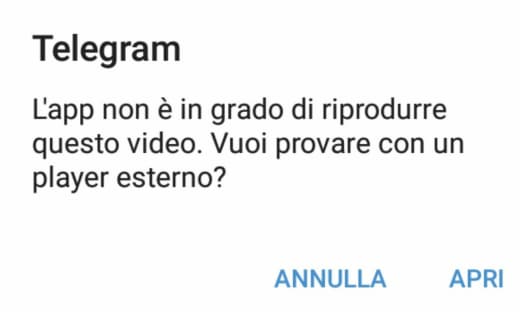 Telegram
L'app non è in grado di riprodurre
questo video. Vuoi provare con un
player esterno?
ANNULLA APRI